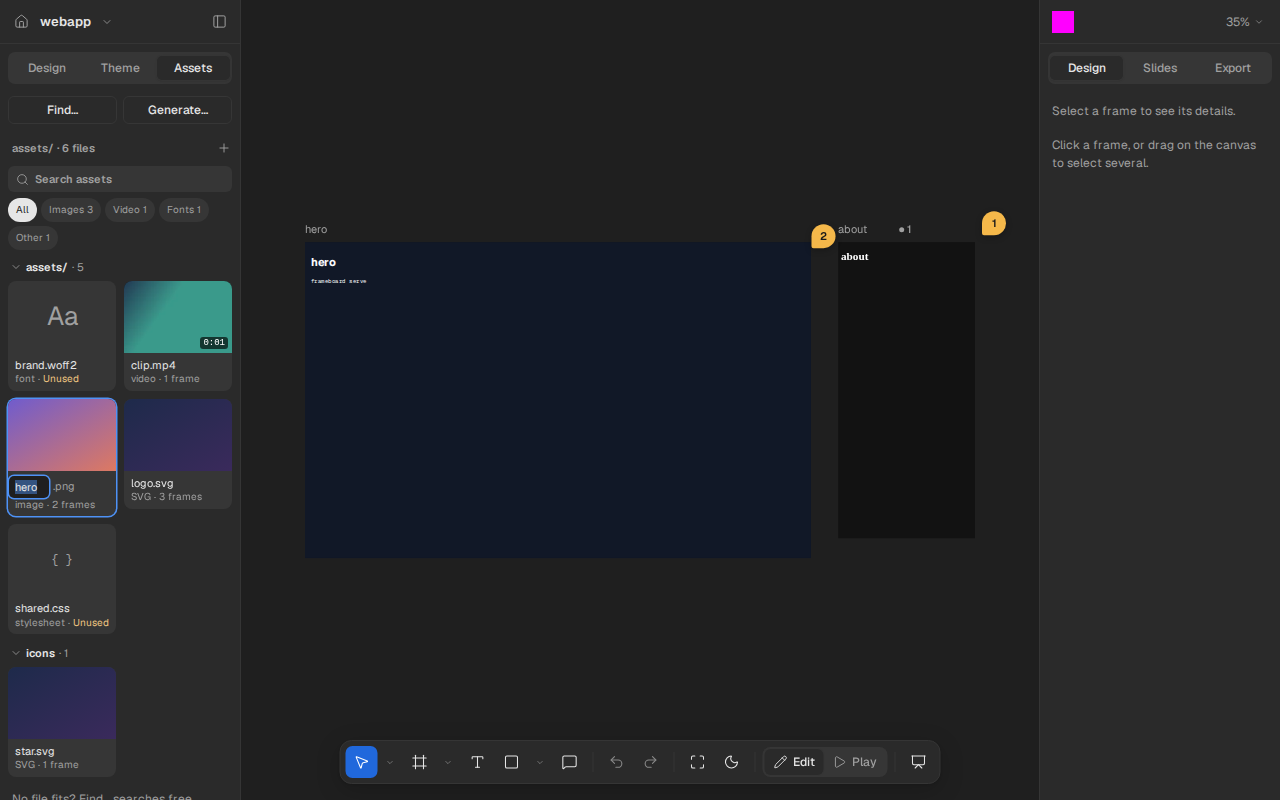 webapp
35%
Design Theme Assets
Design Slides Export
Find... Generate...
Select a frame to see its details.
Click a frame, or drag on the canvas
to select several.
assets/ · 6 files
Search assets
All Images 3 Video 1 Fonts 1
Other 1
assets/ · 5
Aa
brand.woff2
font · Unused
0:01
clip.mp4
video · 1 frame
hero .png
image · 2 frames
logo.svg
SVG · 3 frames
{ }
shared.css
stylesheet · Unused
icons · 1
star.svg
SVG · 1 frame
hero
2
about
1
1
hero
frameboard serve
about
Edit Play